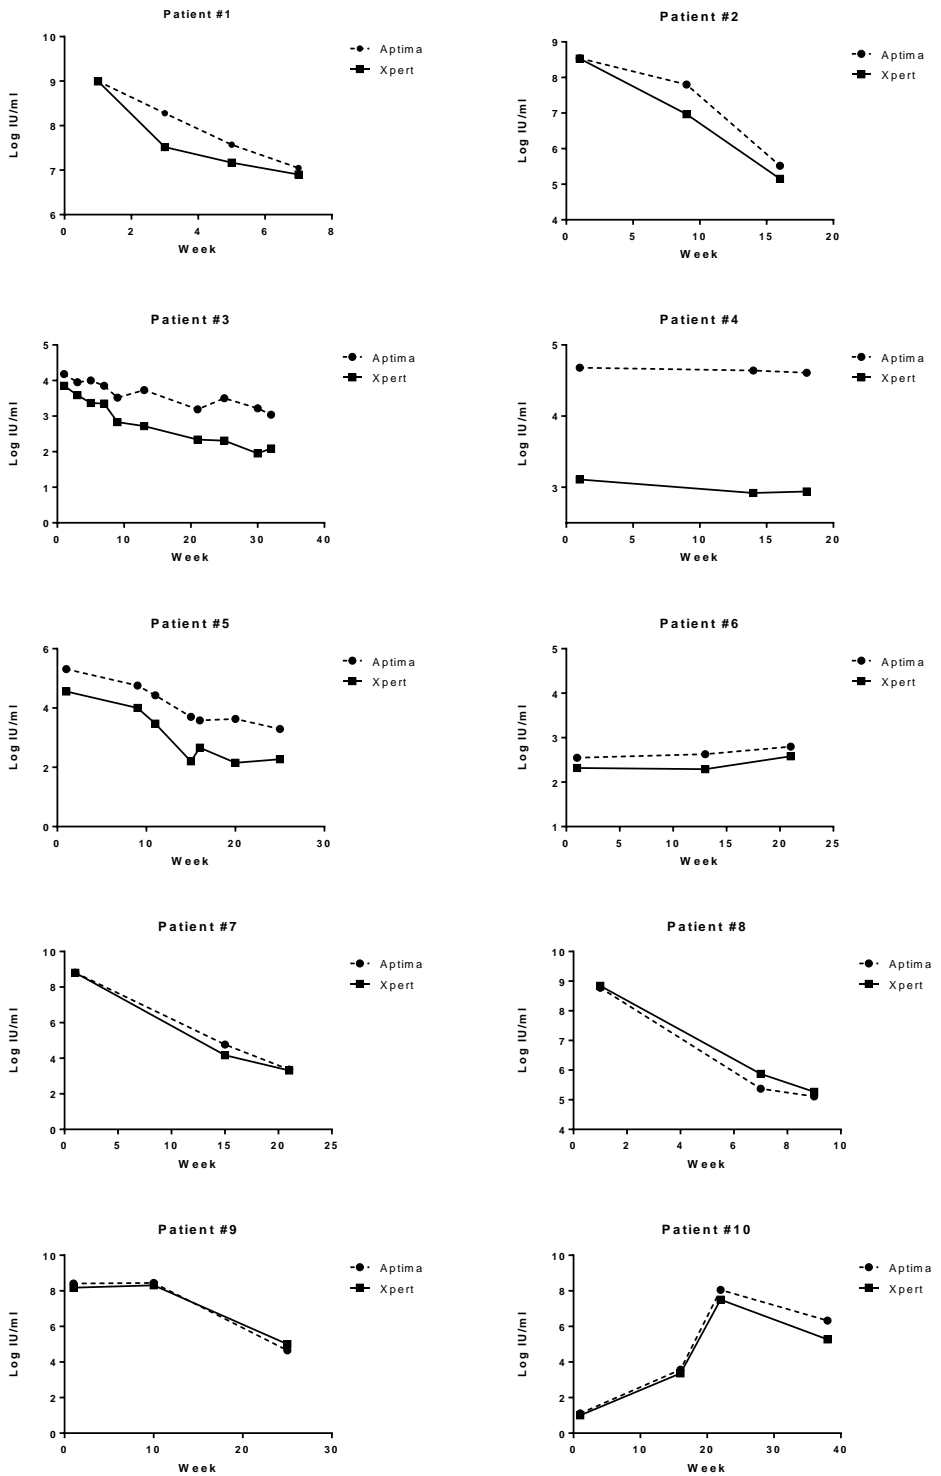 Patient #1
Log IU/ml
10
9
8
7
6
0 2 4 6 8
Week
Aptima
Xpert
Patient #2
Log IU/ml
9
8
7
6
5
4
0 5 10 15 20
Week
Aptima
Xpert
Patient #3
Log IU/ml
5
4
3
2
1
0
0 10 20 30 40
Week
Aptima
Xpert
Patient #4
Log IU/ml
5
4
3
0 5 10 15 20
Week
Aptima
Xpert
Patient #5
Log IU/ml
6
4
2
0
0 10 20 30
Week
Aptima
Xpert
Patient #6
Log IU/ml
5
4
3
2
1
0 5 10 15 20 25
Week
Aptima
Xpert
Patient #7
Log IU/ml
10
8
6
4
2
0
0 5 10 15 20 25
Week
Aptima
Xpert
Patient #8
Log IU/ml
10
9
8
7
6
5
4
0 2 4 6 8 10
Week
Aptima
Xpert
Patient #9
Log IU/ml
10
8
6
4
2
0
0 10 20 30
Week
Aptima
Xpert
Patient #10
Log IU/ml
10
8
6
4
2
0
0 10 20 30 40
Week
Aptima
Xpert